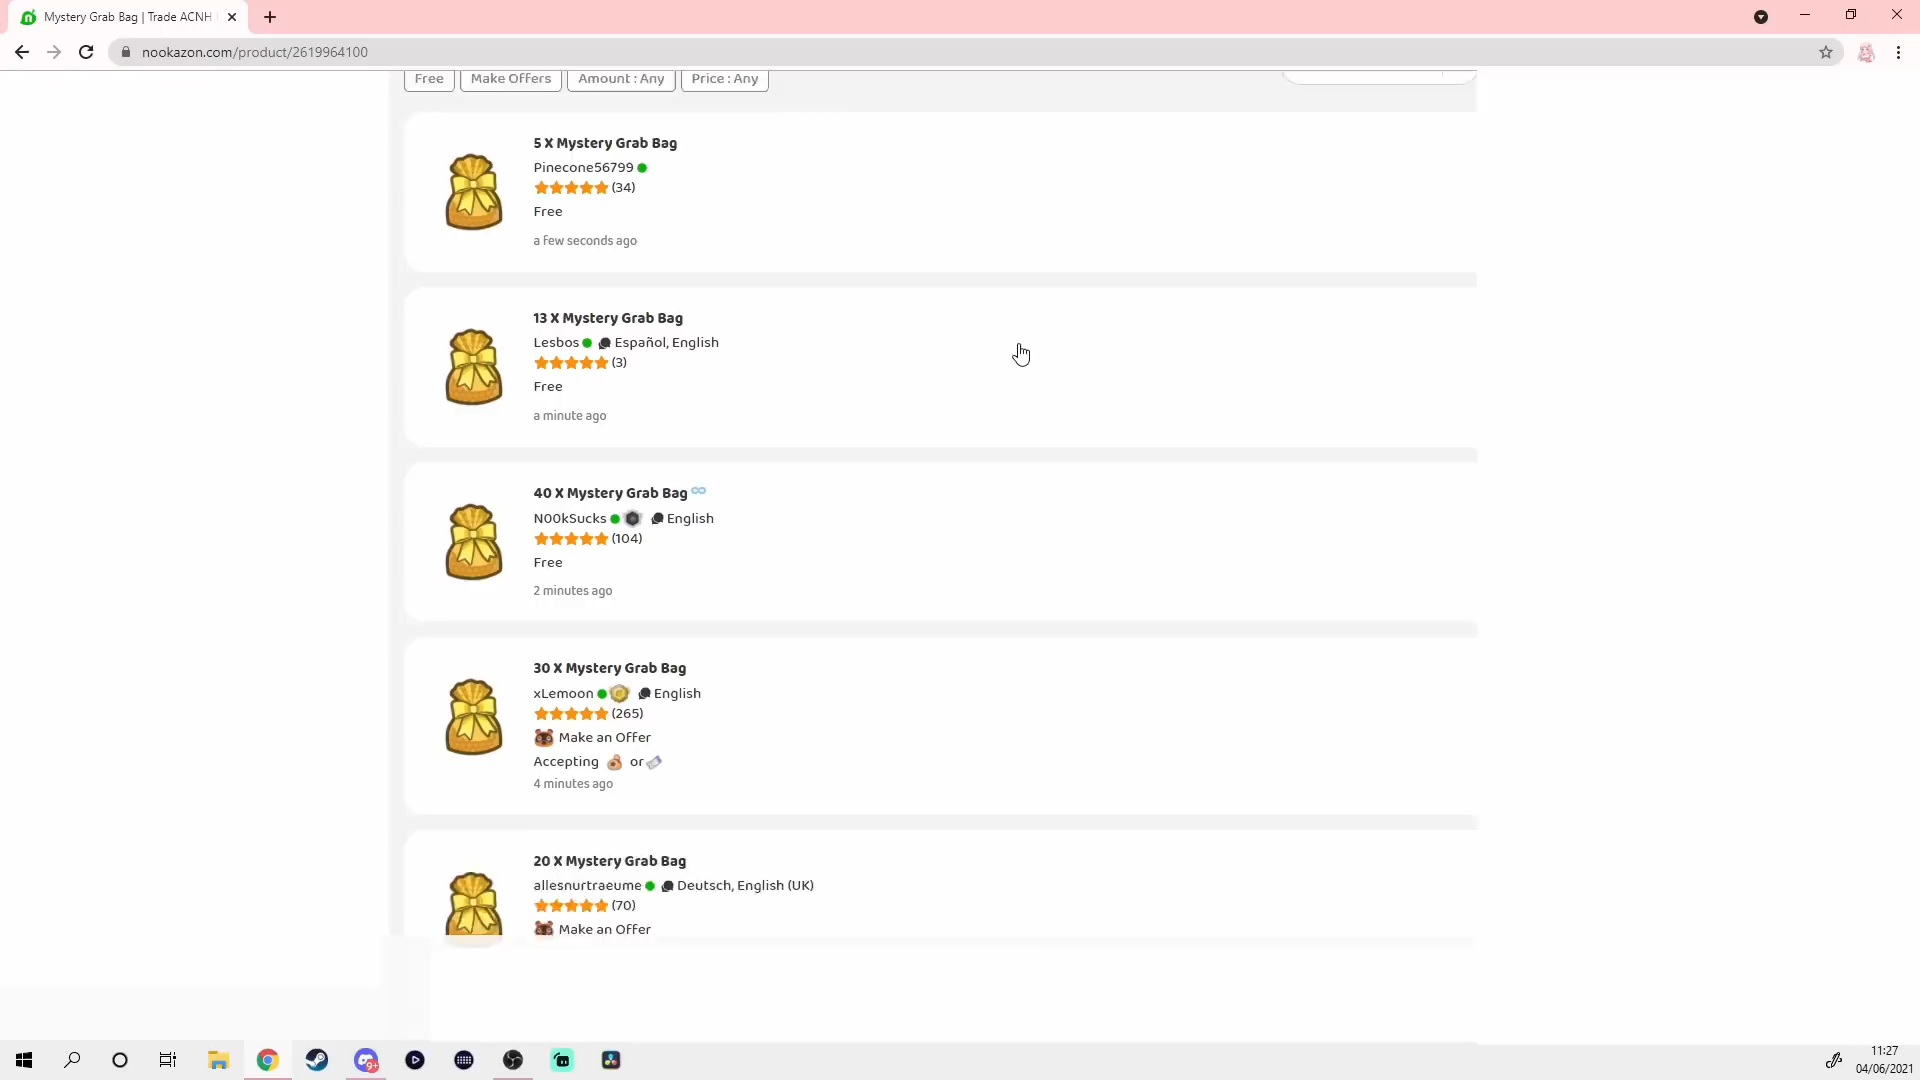 Mystery Grab Bag | Trade ACNH
nookazon.com/product/2619964100
Free
Make Offers
Amount : Any
Price : Any
5 X Mystery Grab Bag
Pinecone56799
(34)
Free
a few seconds ago
13 X Mystery Grab Bag
Lesbos Español, English
(3)
Free
a minute ago
40 X Mystery Grab Bag
N00kSucks English
(104)
Free
2 minutes ago
30 X Mystery Grab Bag
xLemoon English
(265)
Make an Offer
Accepting or
4 minutes ago
20 X Mystery Grab Bag
allesnurtraeume Deutsch, English (UK)
(70)
Make an Offer
9+
11:27
04/06/2021